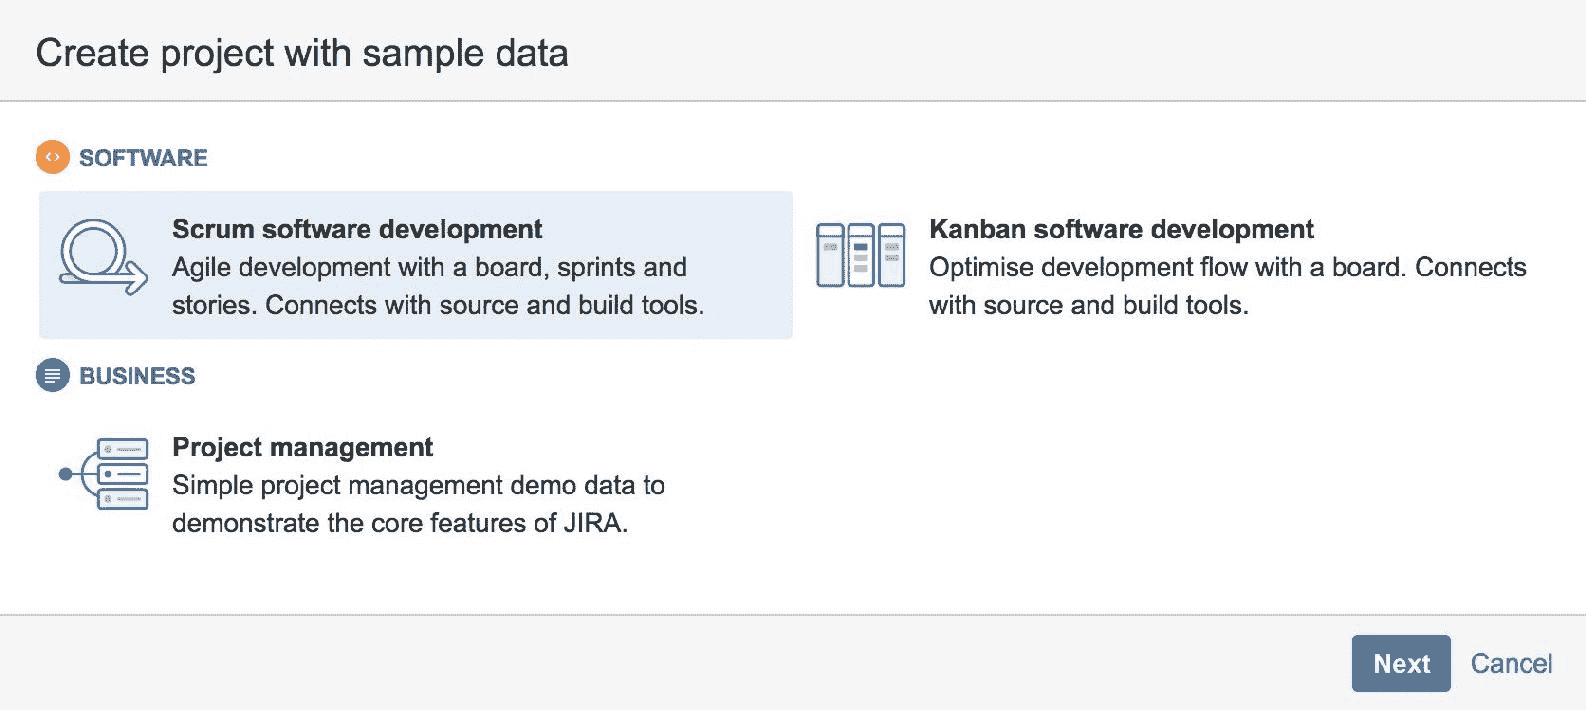 Create project with sample data
SOFTWARE
Scrum software development
Agile development with a board, sprints and
stories. Connects with source and build tools.
Kanban software development
Optimise development flow with a board. Connects
with source and build tools.
BUSINESS
Project management
Simple project management demo data to
demonstrate the core features of JIRA.
Next
Cancel